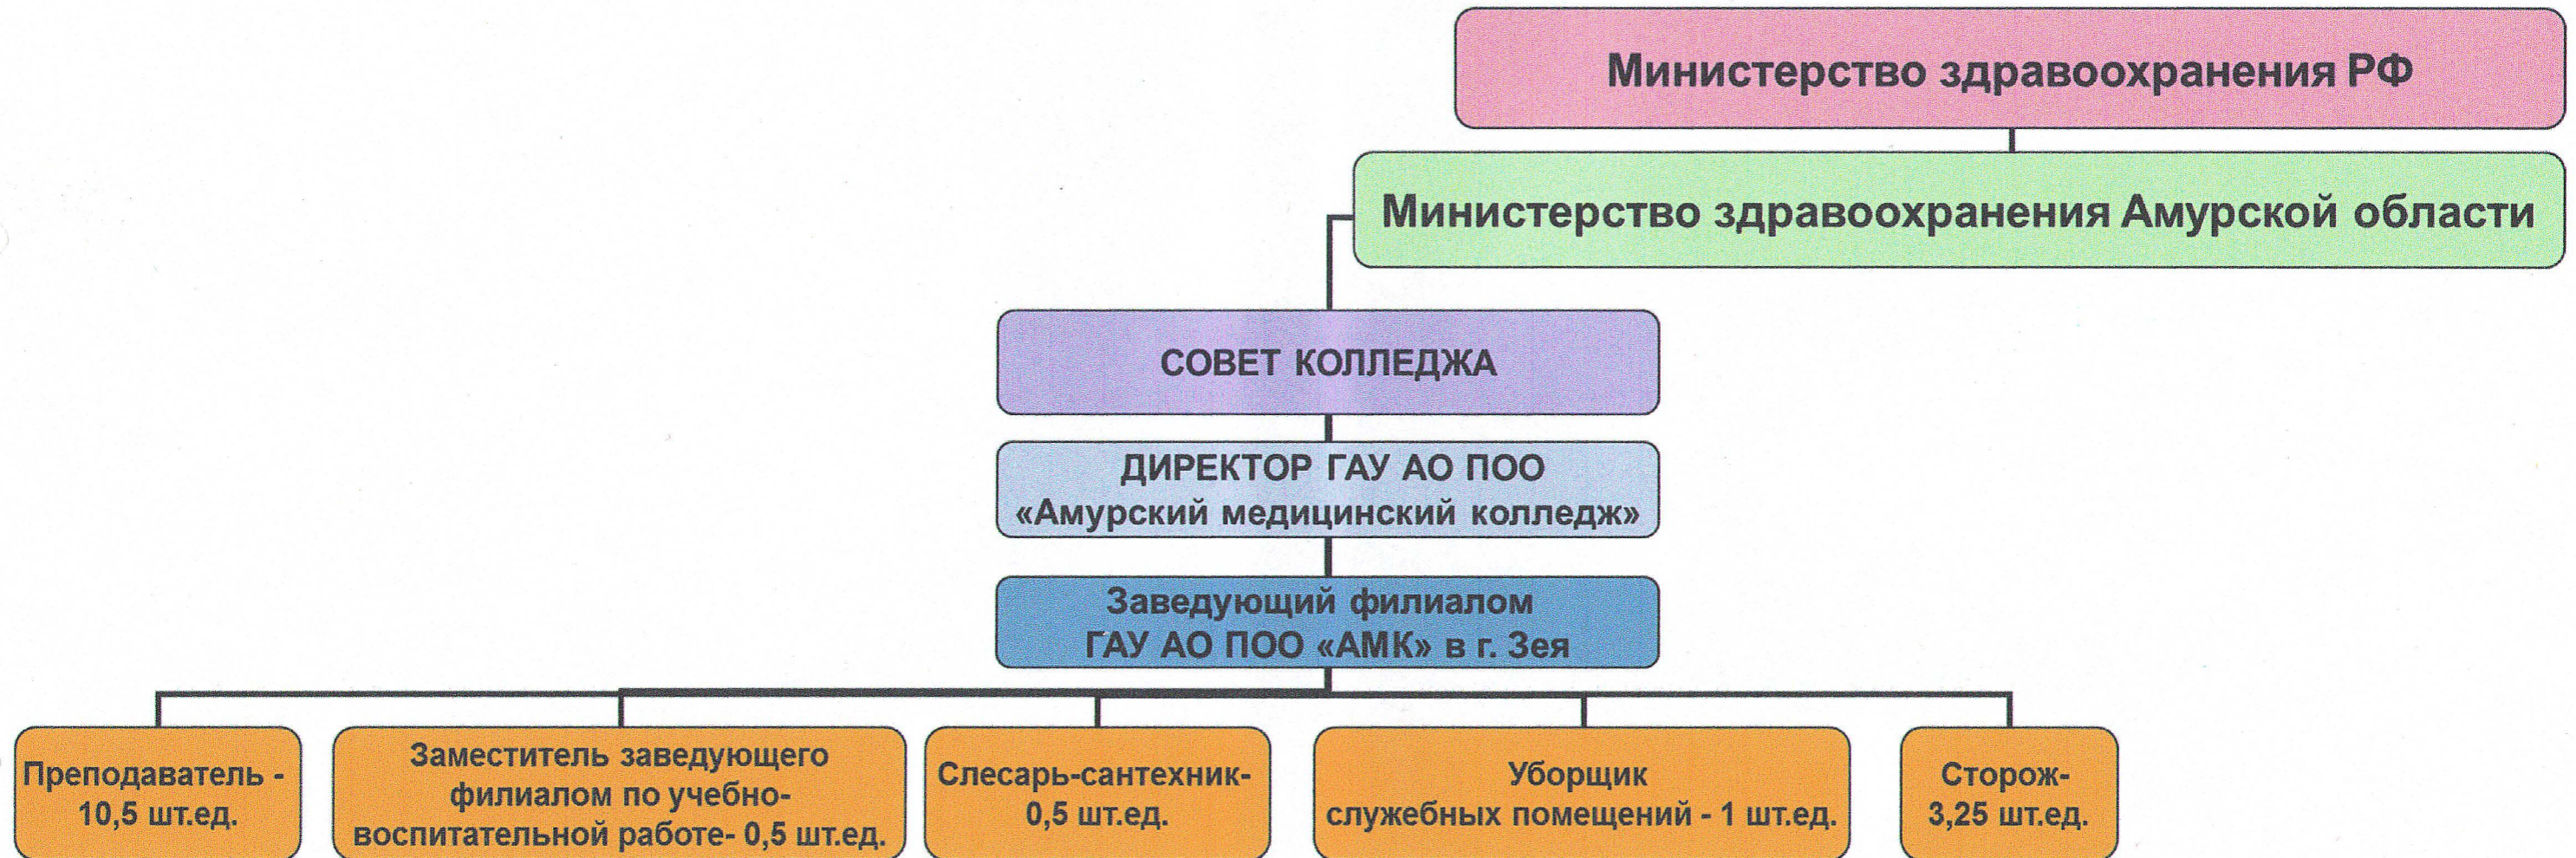 Министерство здравоохранения РФ
Министерство здравоохранения Амурской области
СОВЕТ КОЛЛЕДЖА
ДИРЕКТОР ГАУ АО ПОО
«Амурский медицинский колледж»
Заведующий филиалом
ГАУ АО ПОО «АМК» в г. Зея
Преподаватель -
10,5 шт.ед.
Заместитель заведующего
филиалом по учебно-
воспитательной работе- 0,5 шт.ед.
Слесарь-сантехник-
0,5 шт.ед.
Уборщик
служебных помещений - 1 шт.ед.
Сторож-
3,25 шт.ед.